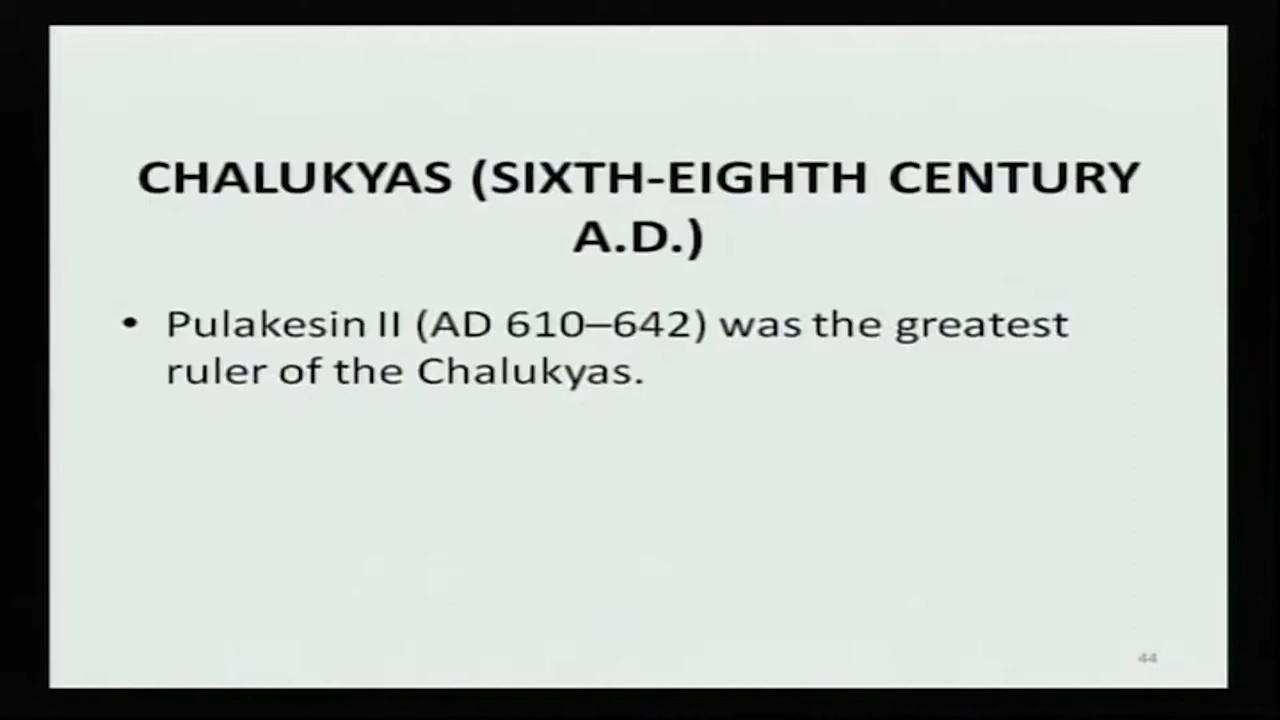 CHALUKYAS (SIXTH-EIGHTH CENTURY
A.D.)
• Pulakesin II (AD 610–642) was the greatest
ruler of the Chalukyas.
44